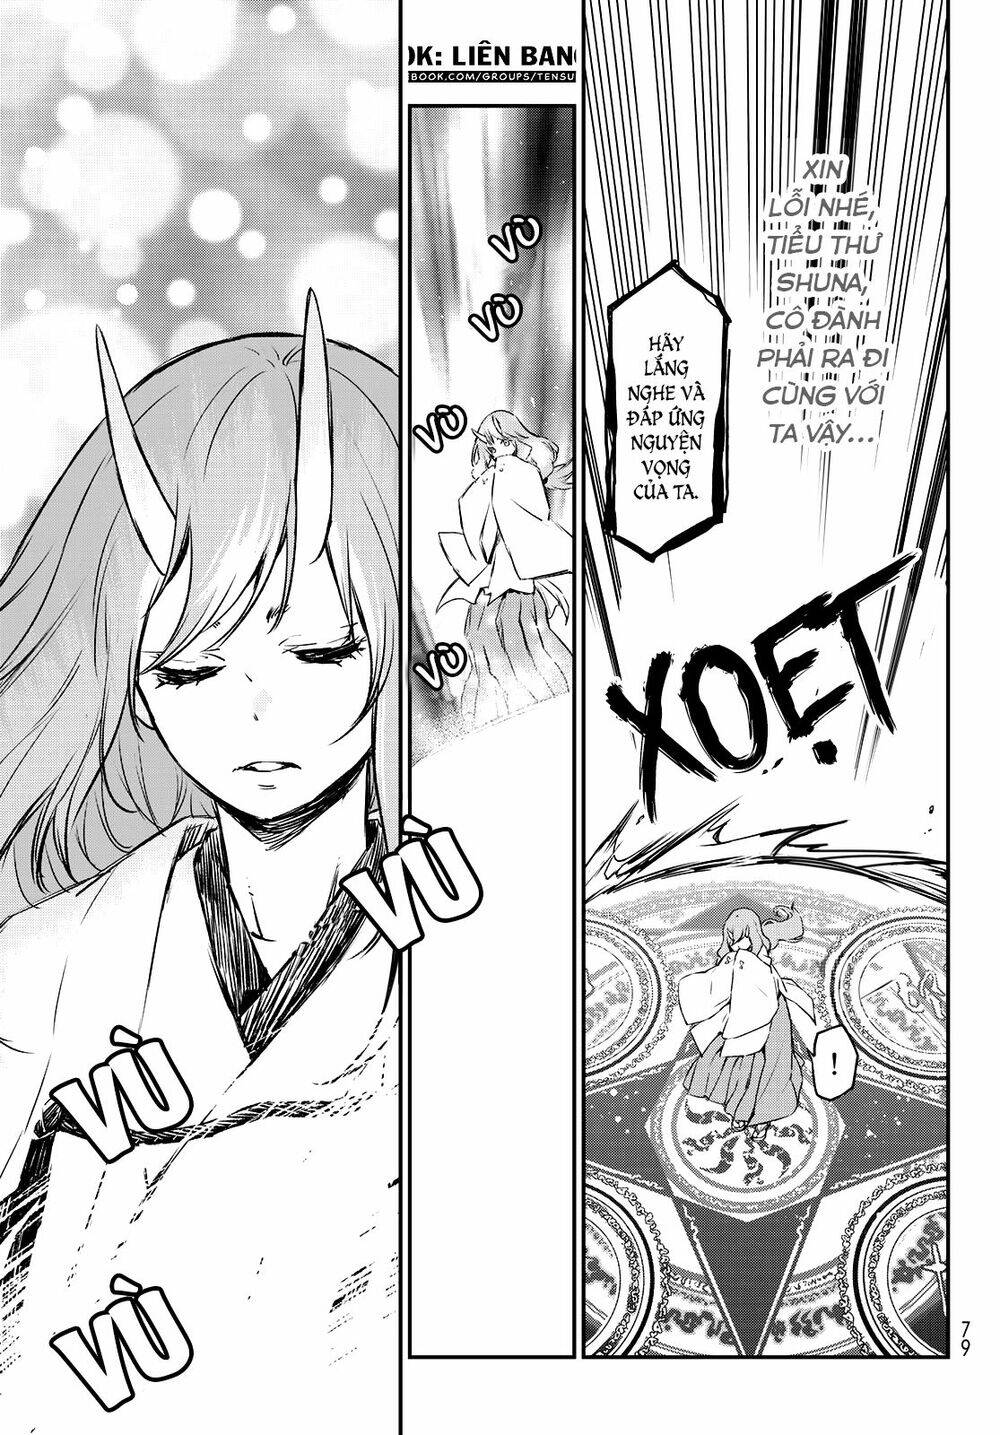 OK: LIÊN BANG
EBOOK.COM/GROUPS/TENSU
XIN
LỖI NHÉ,
TIỂU THƯ
SHUNA,
CÔ ĐÀNH
PHẢI RA ĐI
CÙNG VỚI
TA VẬY...
HÃY
LẮNG
NGHE VÀ
ĐÁP ỨNG
NGUYỆN
VỌNG
CỦA TA.
XOẸT
!
VÙ
VÙ
VÙ
VÙ
VÙ
VÙ
VÙ
79